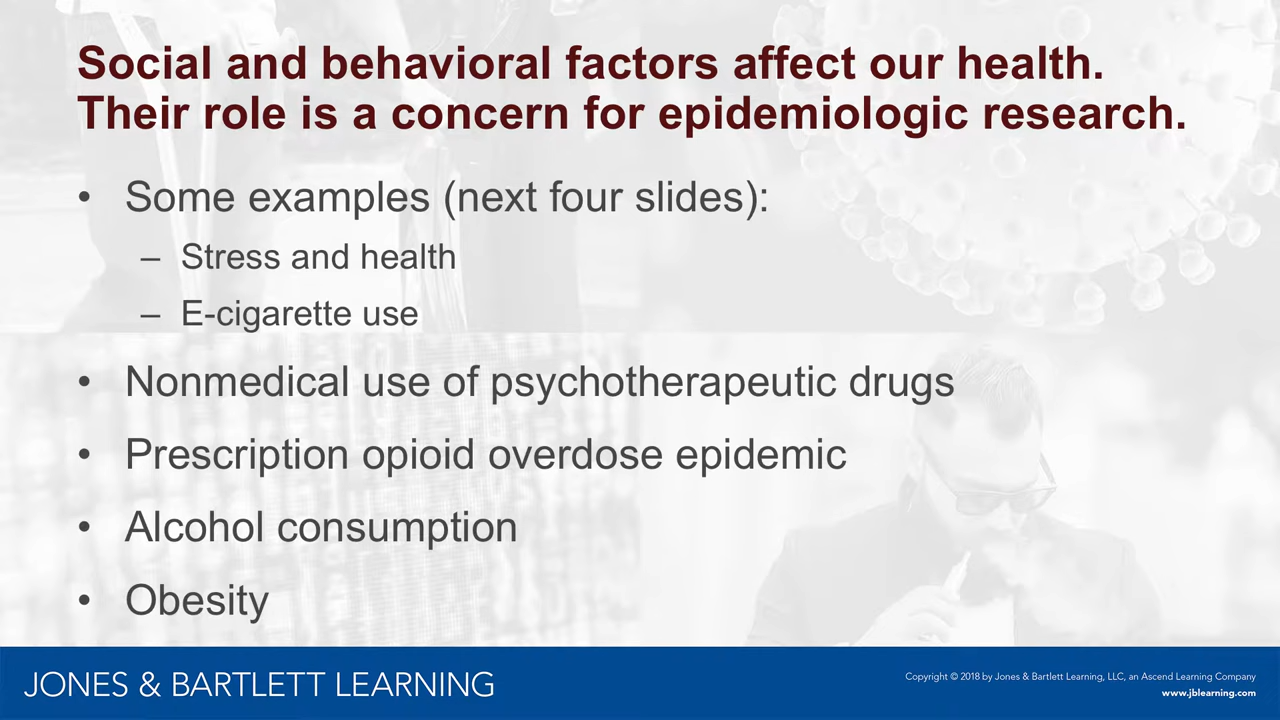 Social and behavioral factors affect our health.
Their role is a concern for epidemiologic research.
• Some examples (next four slides):
– Stress and health
– E-cigarette use
• Nonmedical use of psychotherapeutic drugs
• Prescription opioid overdose epidemic
• Alcohol consumption
• Obesity
JONES & BARTLETT LEARNING
Copyright © 2018 by Jones & Bartlett Learning, LLC, an Ascend Learning Company
www.jblearning.com